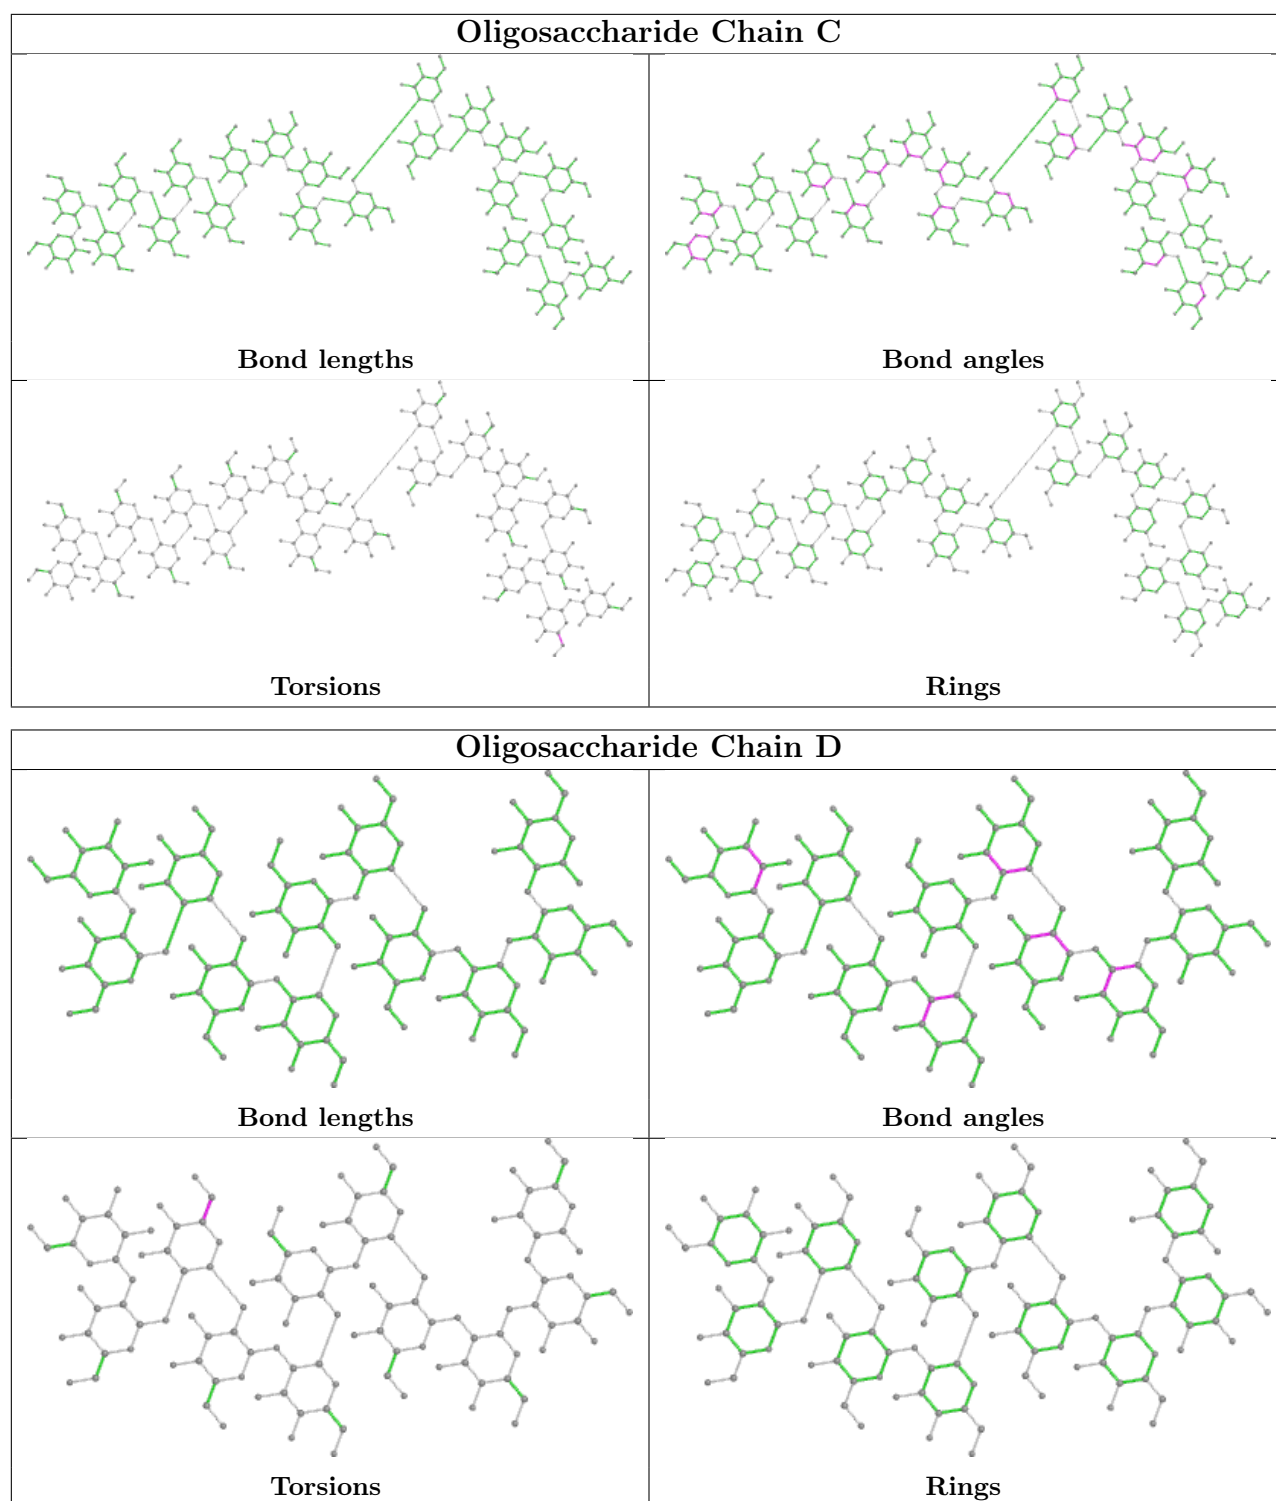 Oligosaccharide Chain C
Bond lengths
Bond angles
Torsions
Rings
Oligosaccharide Chain D
Bond lengths
Bond angles
Torsions
Rings